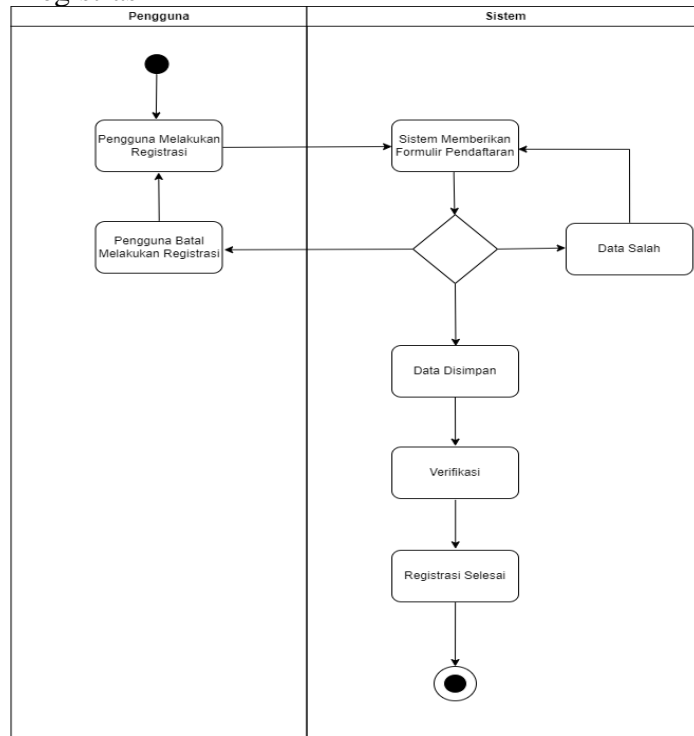 Pengguna
Sistem
Pengguna Melakukan
Registrasi
Sistem Memberikan
Formulir Pendaftaran
Pengguna Batal
Melakukan Registrasi
Data Salah
Data Disimpan
Verifikasi
Registrasi Selesai